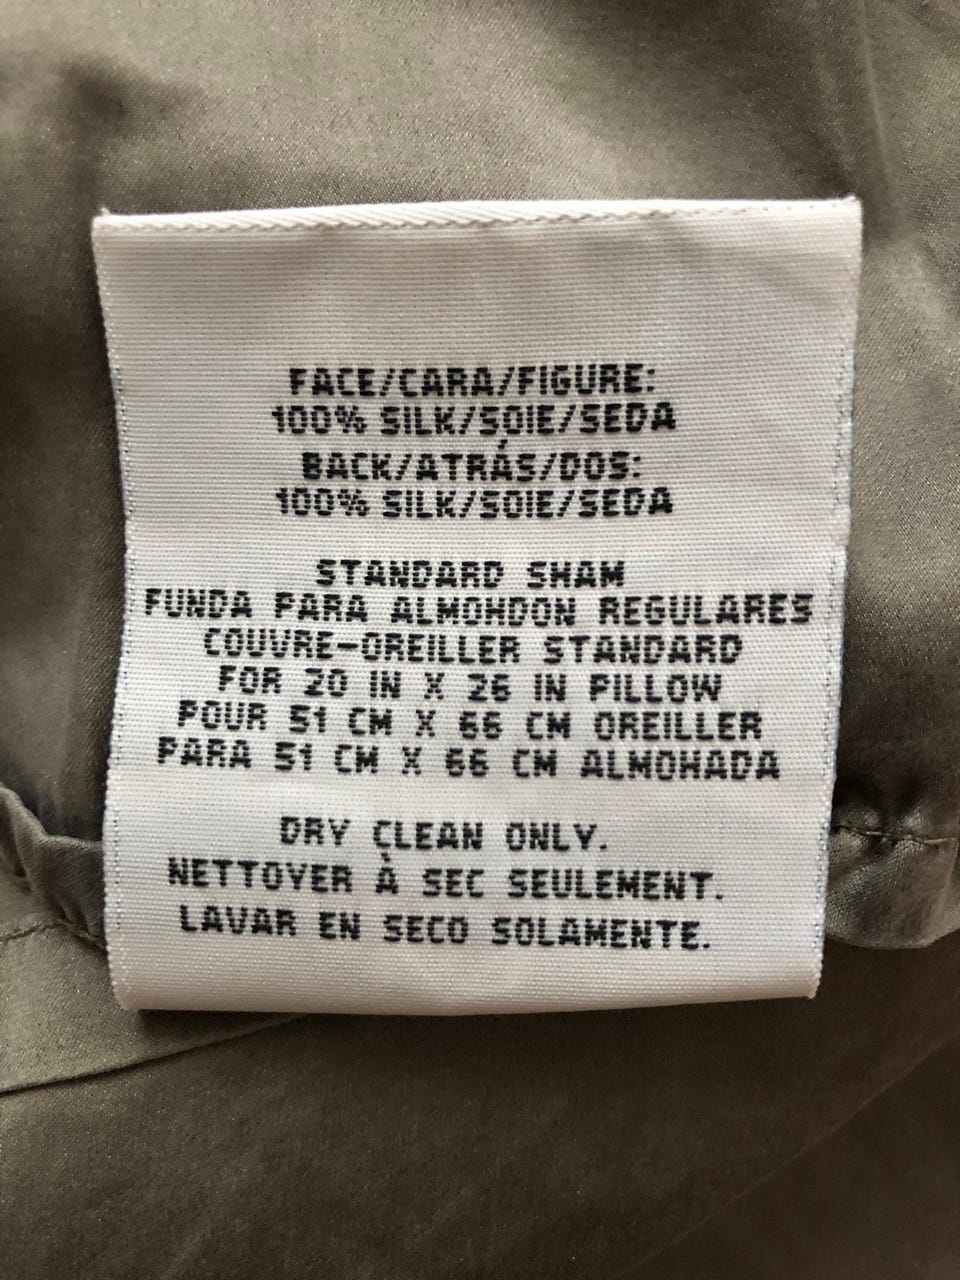 FACE/CARA/FIGURE:
100% SILK/SOIE/SEDA
BACK/ATRÁS/DOS:
100% SILK/SOIE/SEDA
STANDARD SHAM
FUNDA PARA ALMOHDON REGULARES
COUVRE-OREILLER STANDARD
FOR 20 IN X 26 IN PILLOW
POUR 51 CM X 66 CM OREILLER
PARA 51 CM X 66 CM ALMOHADA
DRY CLEAN ONLY.
NETTOYER À SEC SEULEMENT.
LAVAR EN SECO SOLAMENTE.